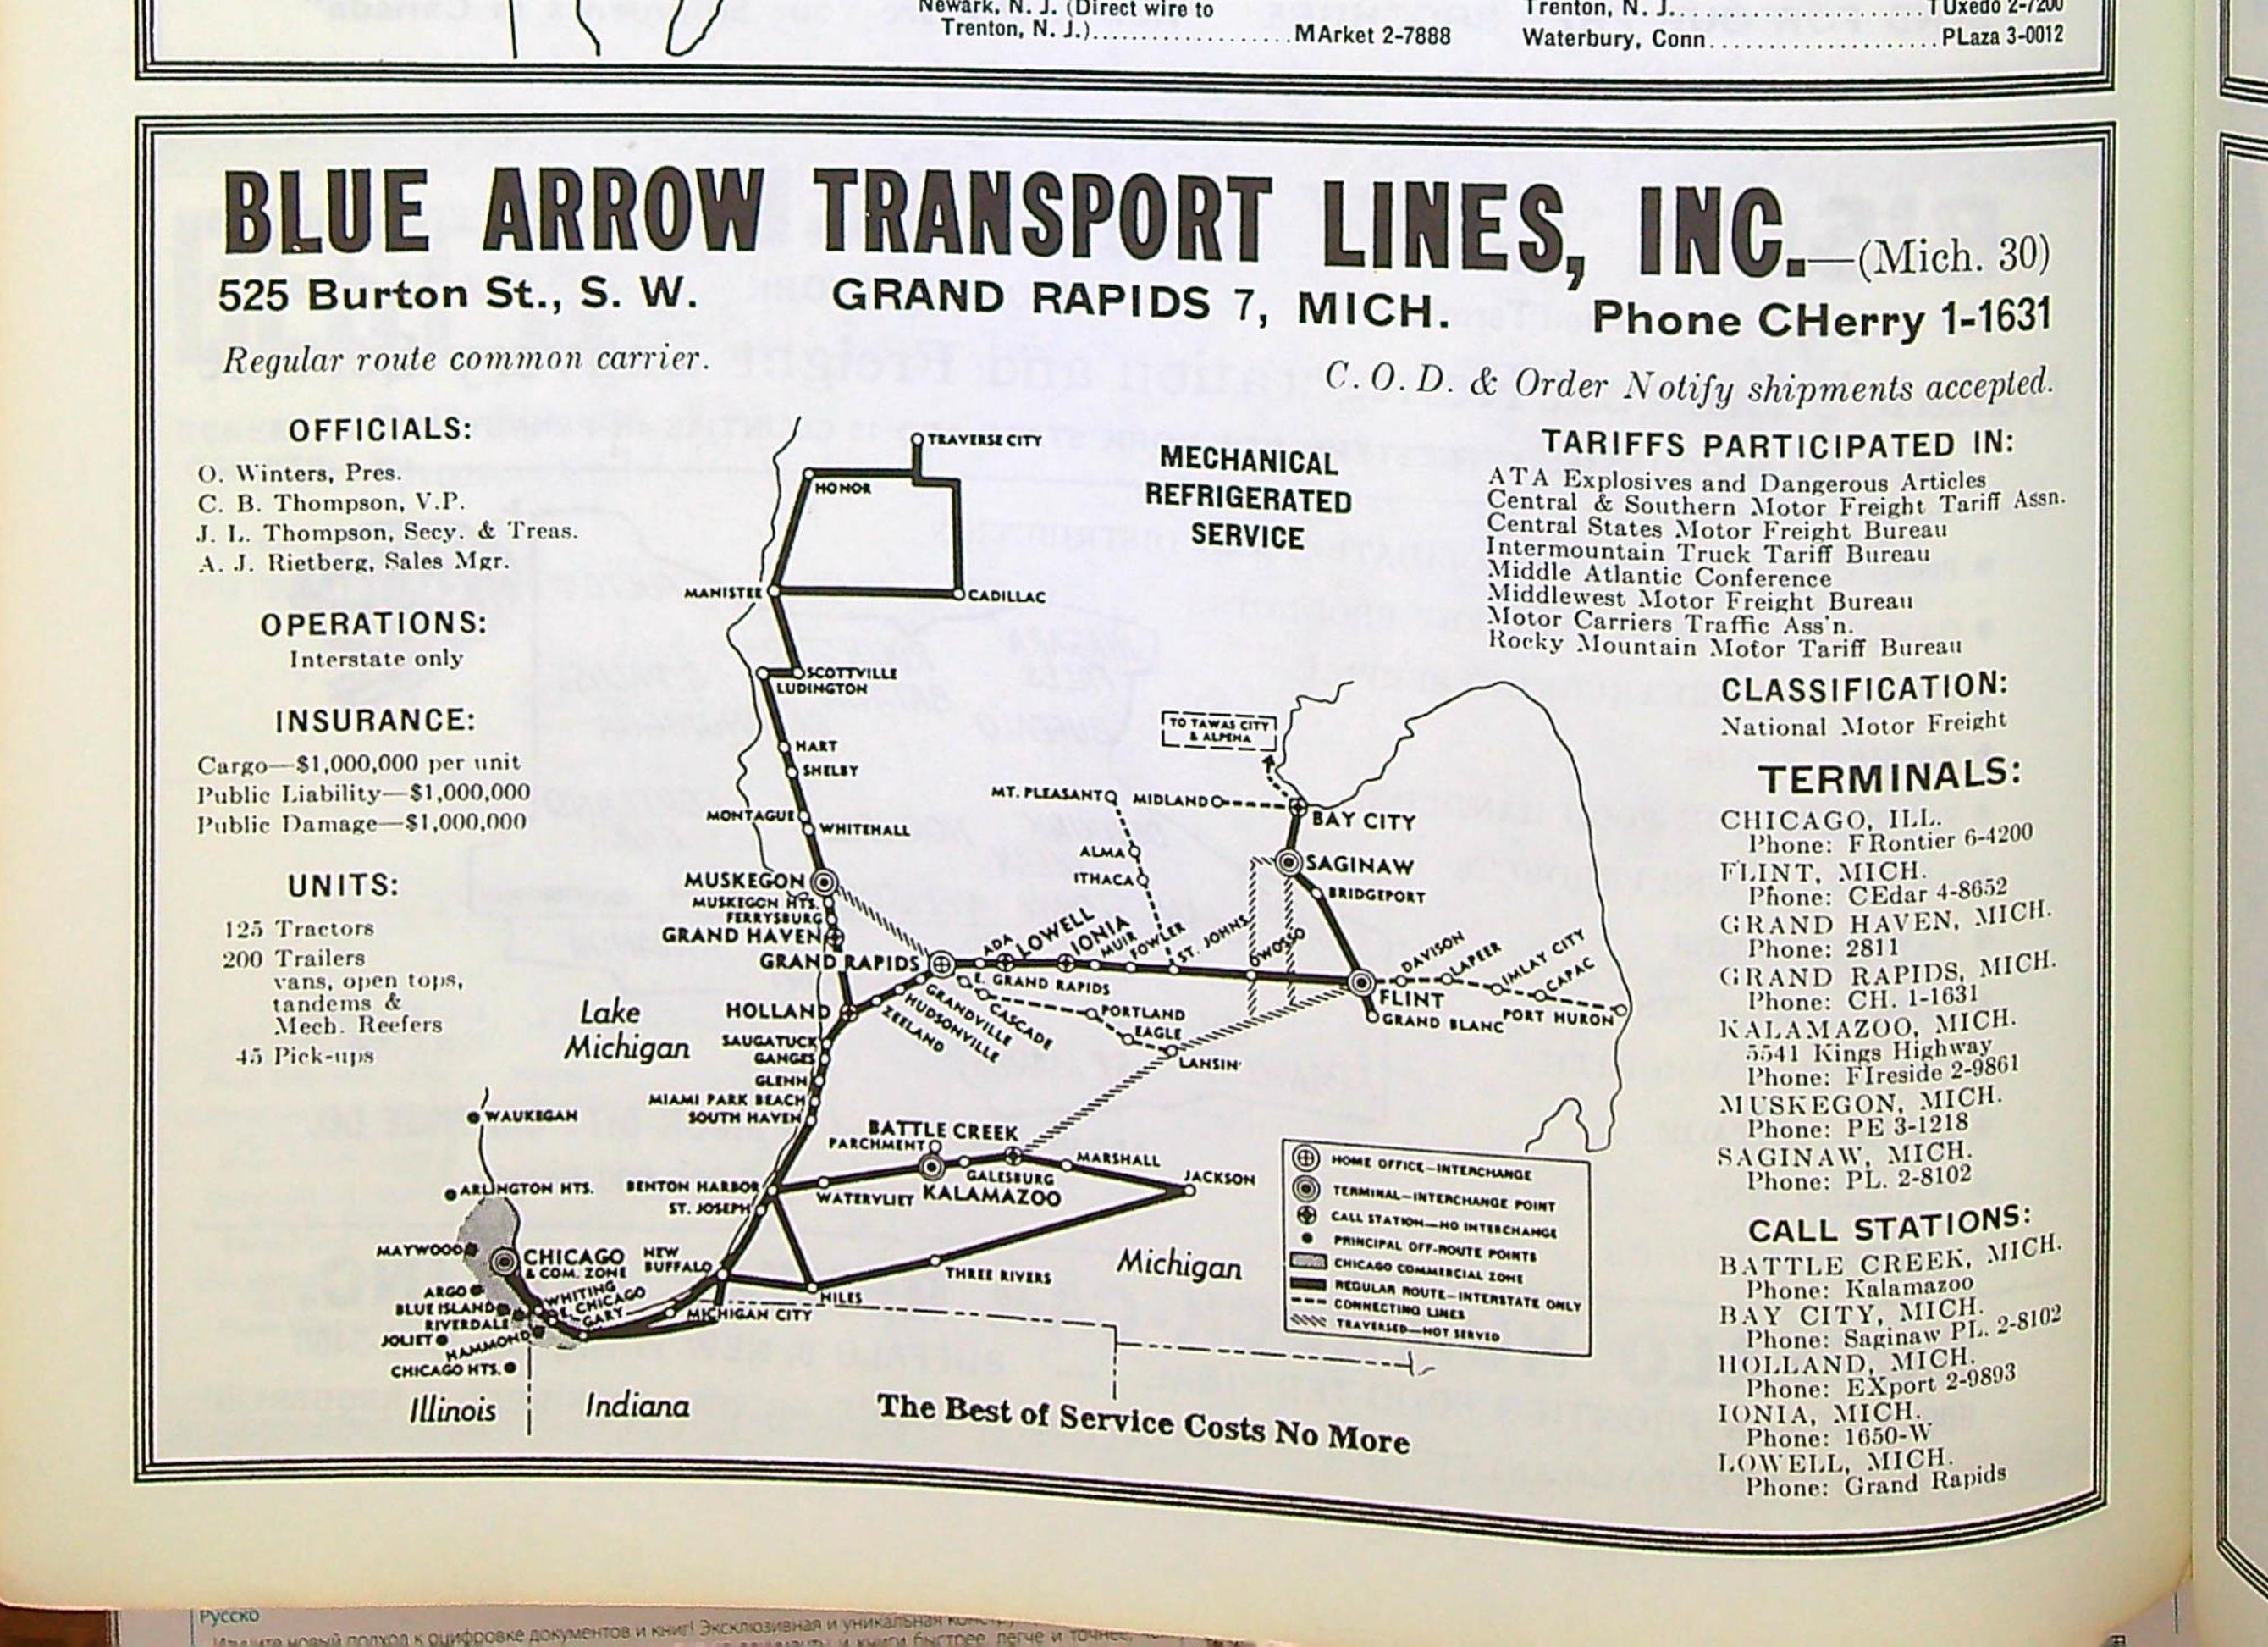 Newark, N. J. (Direct wire to
Trenton, N. J.)..................MArket 2-7888
Trenton, N. J.........................TUxedo 2-7200
Waterbury, Conn.....................PLaza 3-0012
BLUE ARROW TRANSPORT LINES, INC.—(Mich. 30)
525 Burton St., S. W. GRAND RAPIDS 7, MICH. Phone CHerry 1-1631
Regular route common carrier.
C. O. D. & Order Notify shipments accepted.
OFFICIALS:
O. Winters, Pres.
C. B. Thompson, V.P.
J. L. Thompson, Secy. & Treas.
A. J. Rietberg, Sales Mgr.
OPERATIONS:
Interstate only
INSURANCE:
Cargo—$1,000,000 per unit
Public Liability—$1,000,000
Public Damage—$1,000,000
UNITS:
125 Tractors
200 Trailers
vans, open tops,
tandems &
Mech. Reefers
45 Pick-ups
MECHANICAL
REFRIGERATED
SERVICE
TRAVERSE CITY
HONOR
MANISTEE
CADILLAC
SCOTTVILLE
LUDINGTON
HART
SHELBY
MONTAGUE
WHITEHALL
MUSKEGON
MUSKEGON HTS.
FERRYSBURG
GRAND HAVEN
GRAND RAPIDS
TO TAWAS CITY
& ALPENA
MT. PLEASANT
MIDLAND
BAY CITY
ALMA
ITHACA
SAGINAW
BRIDGEPORT
ADA
LOWELL
IONIA
MUIR
FOWLER
ST. JOHNS
OWOSSO
DAVISON
LAPEER
IMLAY CITY
CAPAC
E. GRAND RAPIDS
FLINT
GRAND BLANC
PORT HURON
HOLLAND
GRANDVILLE
HUDSONVILLE
ZEELAND
CASCADE
PORTLAND
EAGLE
LANSIN
Lake
Michigan
SAUGATUCK
GANGES
GLENN
MIAMI PARK BEACH
SOUTH HAVEN
WAUKEGAN
ARLINGTON HTS.
BATTLE CREEK
PARCHMENT
MARSHALL
GALESBURG
JACKSON
BENTON HARBOR
WATERVLIET
KALAMAZOO
ST. JOSEPH
MAYWOOD
CHICAGO
& COM. ZONE
NEW
BUFFALO
THREE RIVERS
Michigan
NILES
ARGO
BLUE ISLAND
RIVERDALE
JOLIET
HAMMOND
CHICAGO HTS.
WHITING
E. CHICAGO
GARY
MICHIGAN CITY
Illinois
Indiana
HOME OFFICE—INTERCHANGE
TERMINAL—INTERCHANGE POINT
CALL STATION—NO INTERCHANGE
PRINCIPAL OFF-ROUTE POINTS
CHICAGO COMMERCIAL ZONE
REGULAR ROUTE—INTERSTATE ONLY
CONNECTING LINES
TRAVERSED—NOT SERVED
The Best of Service Costs No More
TARIFFS PARTICIPATED IN:
ATA Explosives and Dangerous Articles
Central & Southern Motor Freight Tariff Assn.
Central States Motor Freight Bureau
Intermountain Truck Tariff Bureau
Middle Atlantic Conference
Middlewest Motor Freight Bureau
Motor Carriers Traffic Ass'n.
Rocky Mountain Motor Tariff Bureau
CLASSIFICATION:
National Motor Freight
TERMINALS:
CHICAGO, ILL.
Phone: FRontier 6-4200
FLINT, MICH.
Phone: CEdar 4-8652
GRAND HAVEN, MICH.
Phone: 2811
GRAND RAPIDS, MICH.
Phone: CH. 1-1631
KALAMAZOO, MICH.
5541 Kings Highway
Phone: FIreside 2-9861
MUSKEGON, MICH.
Phone: PE 3-1218
SAGINAW, MICH.
Phone: PL. 2-8102
CALL STATIONS:
BATTLE CREEK, MICH.
Phone: Kalamazoo
BAY CITY, MICH.
Phone: Saginaw PL. 2-8102
HOLLAND, MICH.
Phone: EXport 2-9893
IONIA, MICH.
Phone: 1650-W
LOWELL, MICH.
Phone: Grand Rapids
Русско
новый подход к оцифровке документов и книг! Эксклюзивная и уникальная
книги быстрее, легче и точнее,